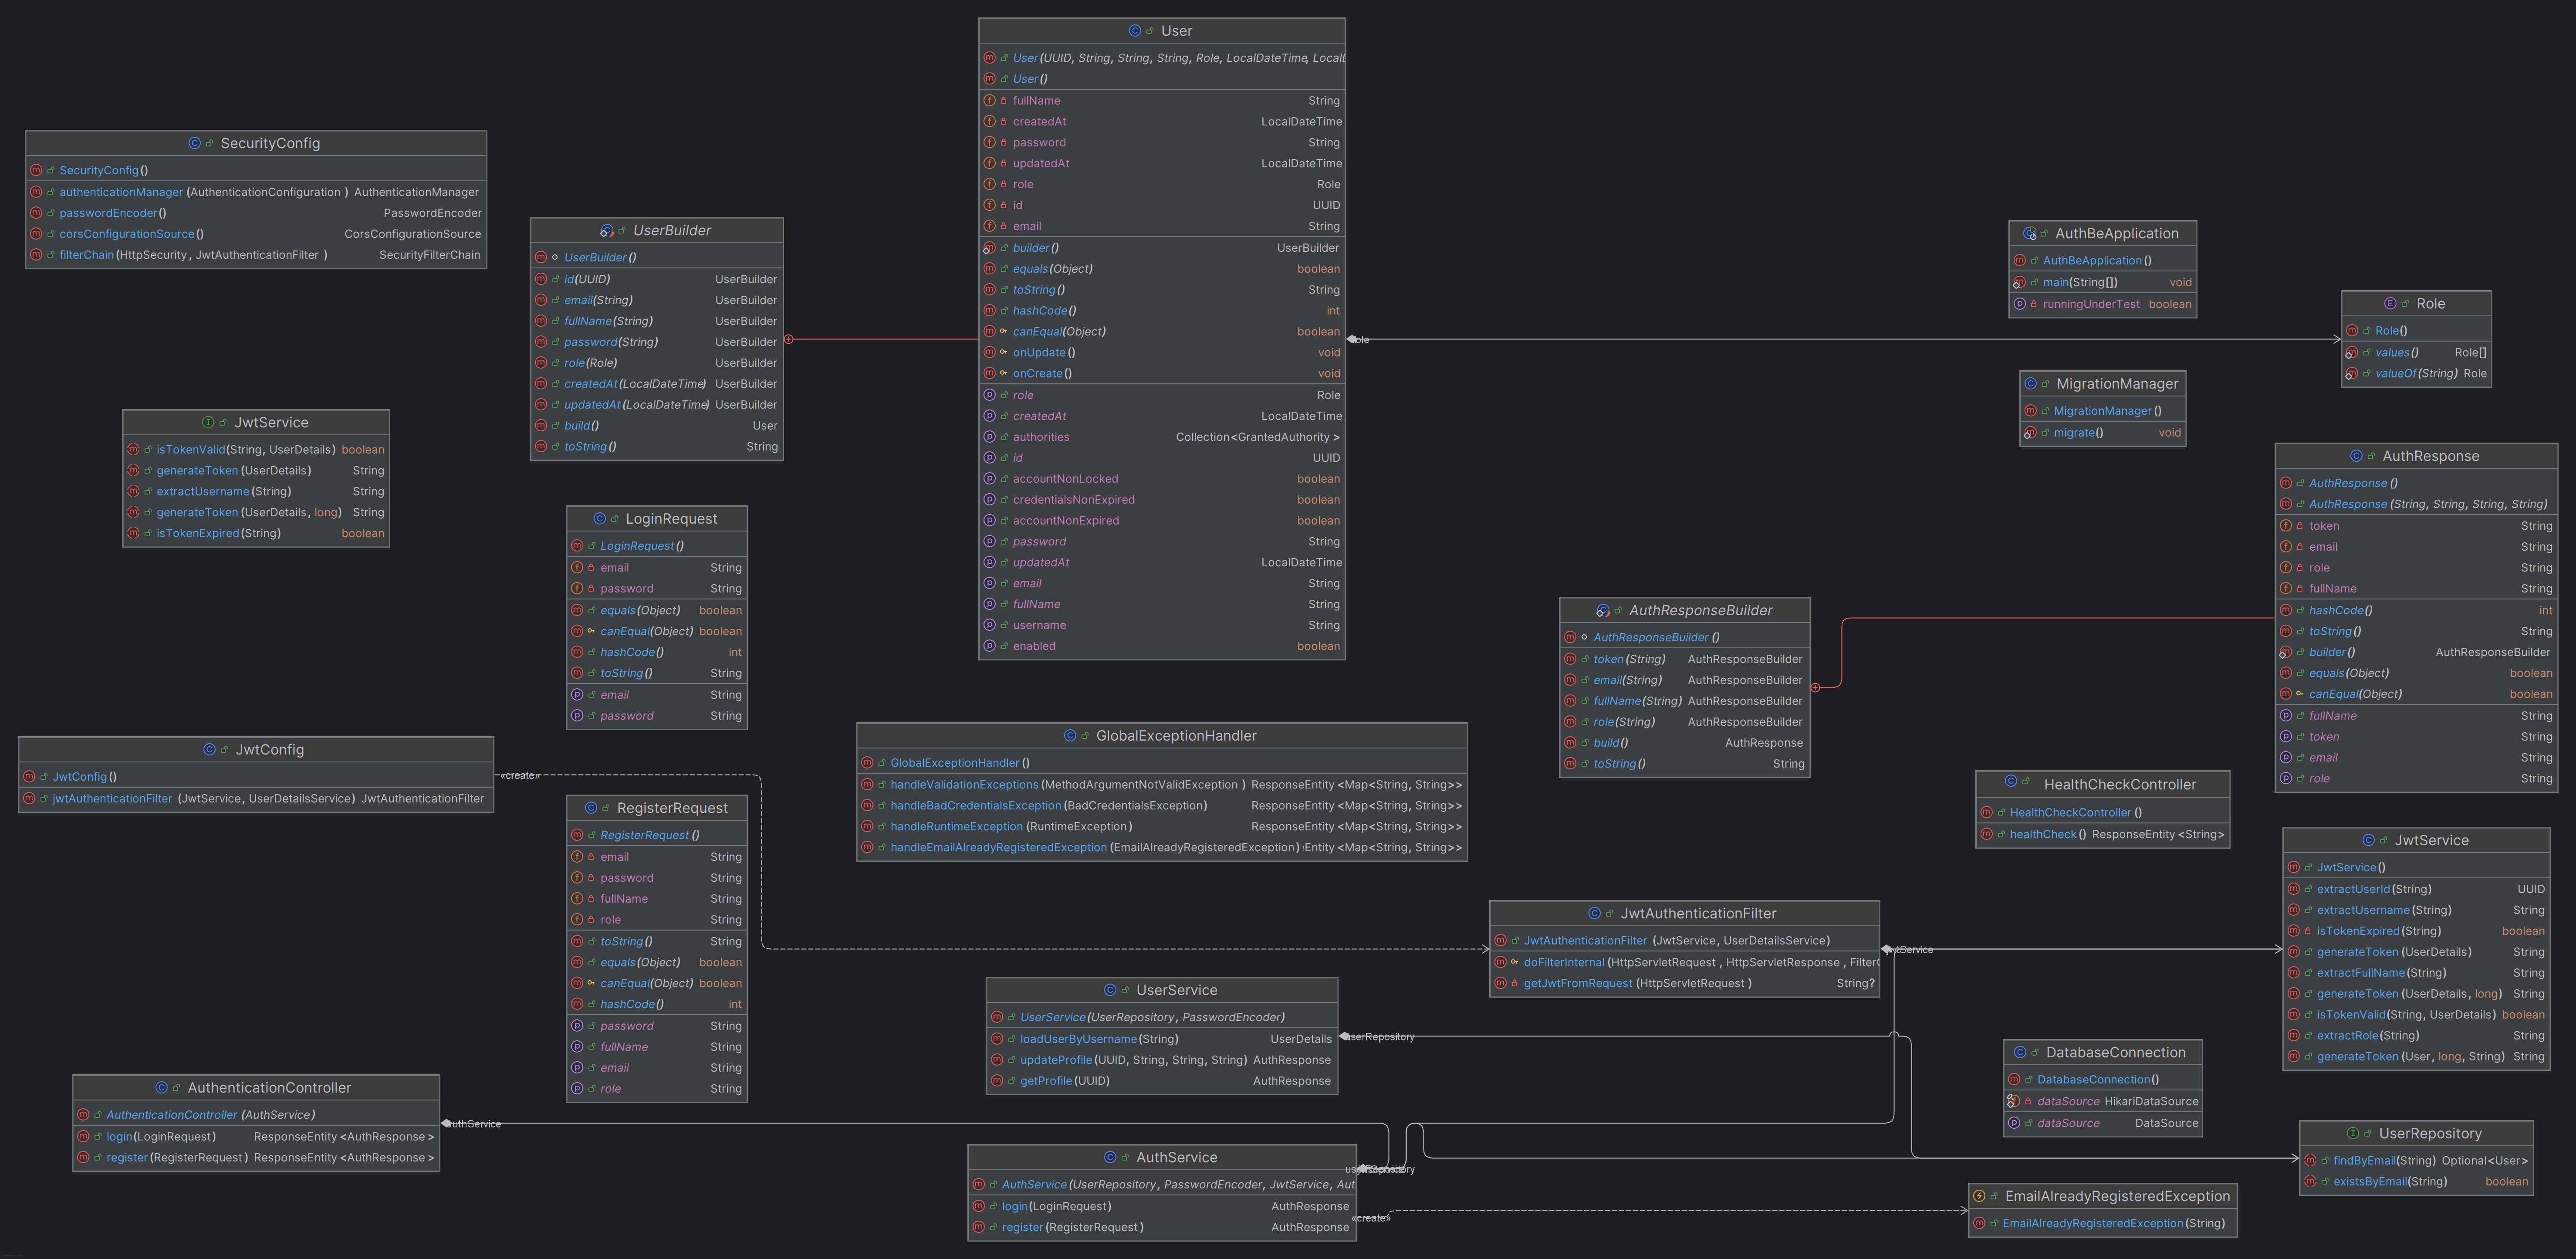 User
User(UUID, String, String, String, Role, LocalDateTime, Local
User()
fullName String
createdAt LocalDateTime
password String
updatedAt LocalDateTime
role Role
id UUID
email String
builder() UserBuilder
equals(Object) boolean
toString() String
hashCode() int
canEqual(Object) boolean
onUpdate() void
onCreate() void
role Role
createdAt LocalDateTime
authorities Collection<GrantedAuthority>
id UUID
accountNonLocked boolean
credentialsNonExpired boolean
accountNonExpired boolean
password String
updatedAt LocalDateTime
email String
fullName String
username String
enabled boolean
SecurityConfig
SecurityConfig()
authenticationManager(AuthenticationConfiguration) AuthenticationManager
passwordEncoder() PasswordEncoder
corsConfigurationSource() CorsConfigurationSource
filterChain(HttpSecurity, JwtAuthenticationFilter) SecurityFilterChain
UserBuilder
UserBuilder()
id(UUID) UserBuilder
email(String) UserBuilder
fullName(String) UserBuilder
password(String) UserBuilder
role(Role) UserBuilder
createdAt(LocalDateTime) UserBuilder
updatedAt(LocalDateTime) UserBuilder
build() User
toString() String
AuthBeApplication
AuthBeApplication()
main(String[]) void
runningUnderTest boolean
Role
Role()
values() Role[]
valueOf(String) Role
role
MigrationManager
MigrationManager()
migrate() void
JwtService
isTokenValid(String, UserDetails) boolean
generateToken(UserDetails) String
extractUsername(String) String
generateToken(UserDetails, long) String
isTokenExpired(String) boolean
AuthResponse
AuthResponse()
AuthResponse(String, String, String, String)
token String
email String
role String
fullName String
hashCode() int
toString() String
builder() AuthResponseBuilder
equals(Object) boolean
canEqual(Object) boolean
fullName String
token String
email String
role String
LoginRequest
LoginRequest()
email String
password String
equals(Object) boolean
canEqual(Object) boolean
hashCode() int
toString() String
email String
password String
AuthResponseBuilder
AuthResponseBuilder()
token(String) AuthResponseBuilder
email(String) AuthResponseBuilder
fullName(String) AuthResponseBuilder
role(String) AuthResponseBuilder
build() AuthResponse
toString() String
GlobalExceptionHandler
GlobalExceptionHandler()
handleValidationExceptions(MethodArgumentNotValidException) ResponseEntity<Map<String, String>>
handleBadCredentialsException(BadCredentialsException) ResponseEntity<Map<String, String>>
handleRuntimeException(RuntimeException) ResponseEntity<Map<String, String>>
handleEmailAlreadyRegisteredException(EmailAlreadyRegisteredException) :Entity<Map<String, String>>
JwtConfig
JwtConfig()
jwtAuthenticationFilter(JwtService, UserDetailsService) JwtAuthenticationFilter
«create»
HealthCheckController
HealthCheckController()
healthCheck() ResponseEntity<String>
RegisterRequest
RegisterRequest()
email String
password String
fullName String
role String
toString() String
equals(Object) boolean
canEqual(Object) boolean
hashCode() int
password String
fullName String
email String
role String
JwtService
JwtService()
extractUserId(String) UUID
extractUsername(String) String
isTokenExpired(String) boolean
generateToken(UserDetails) String
extractFullName(String) String
generateToken(UserDetails, long) String
isTokenValid(String, UserDetails) boolean
extractRole(String) String
generateToken(User, long, String) String
JwtAuthenticationFilter
JwtAuthenticationFilter(JwtService, UserDetailsService)
doFilterInternal(HttpServletRequest, HttpServletResponse, Filter
getJwtFromRequest(HttpServletRequest) String?
jwtService
UserService
UserService(UserRepository, PasswordEncoder)
loadUserByUsername(String) UserDetails
updateProfile(UUID, String, String, String) AuthResponse
getProfile(UUID) AuthResponse
userRepository
DatabaseConnection
DatabaseConnection()
dataSource HikariDataSource
dataSource DataSource
AuthenticationController
AuthenticationController(AuthService)
login(LoginRequest) ResponseEntity<AuthResponse>
register(RegisterRequest) ResponseEntity<AuthResponse>
authService
UserRepository
findByEmail(String) Optional<User>
existsByEmail(String) boolean
AuthService
AuthService(UserRepository, PasswordEncoder, JwtService, Aut
login(LoginRequest) AuthResponse
register(RegisterRequest) AuthResponse
«create»
EmailAlreadyRegisteredException
EmailAlreadyRegisteredException(String)